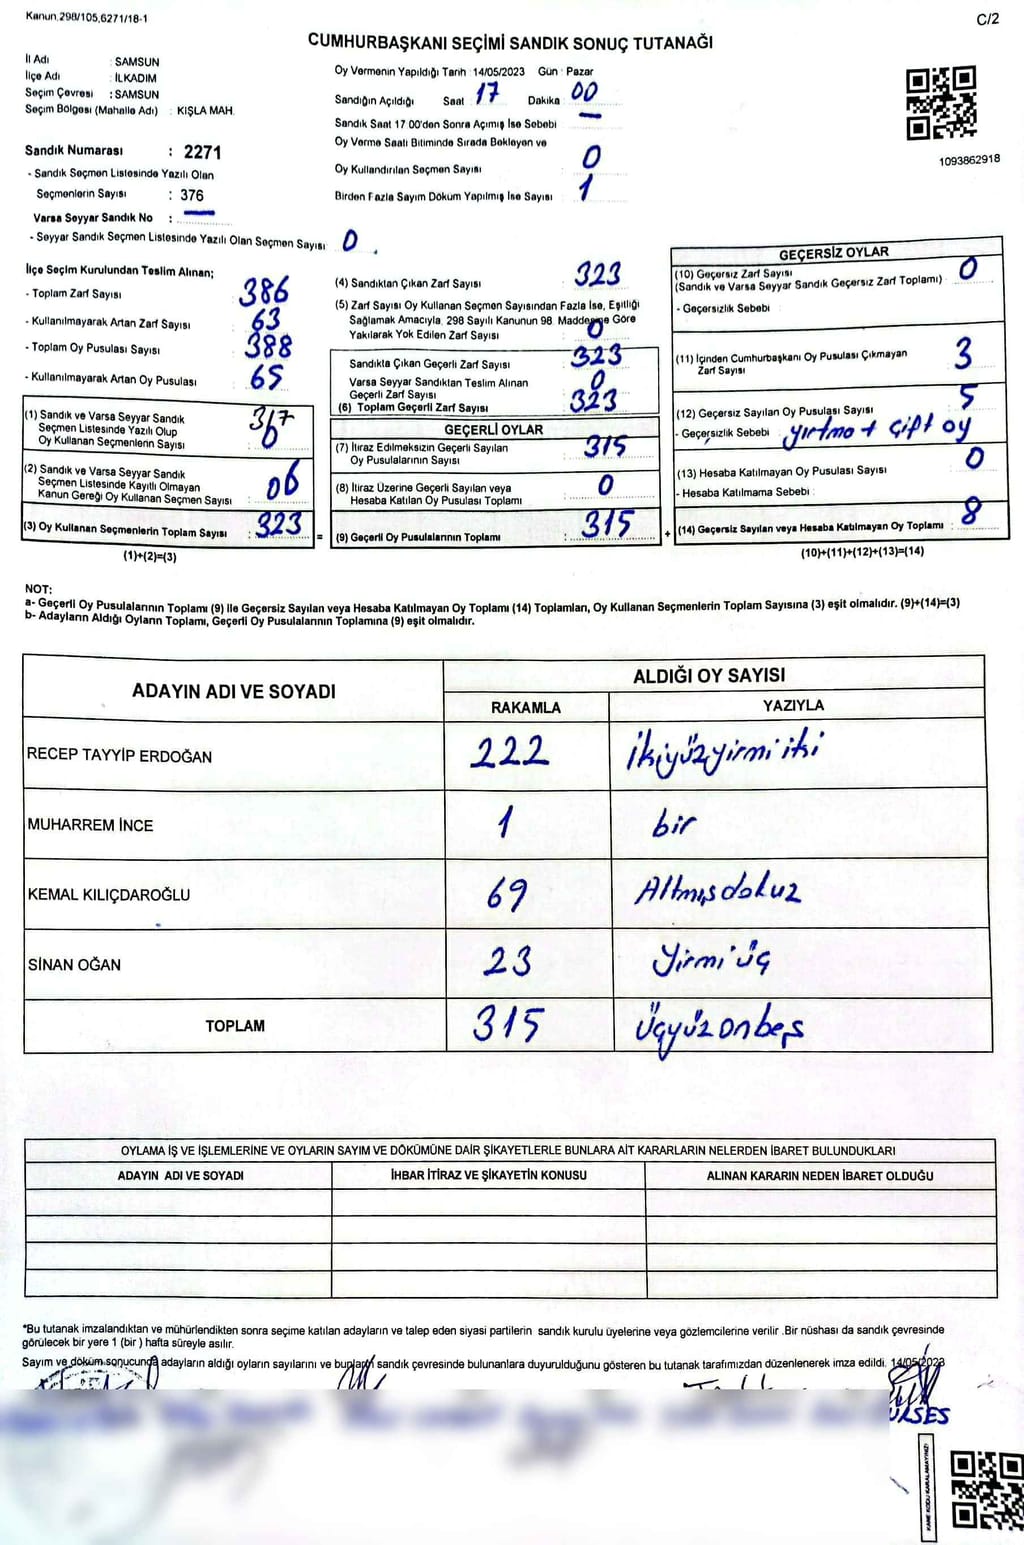 Kanun.298/105,6271/18-1
C/2
CUMHURBAŞKANI SEÇİMİ SANDIK SONUÇ TUTANAĞI
İl Adı : SAMSUN
İlçe Adı : İLKADIM
Seçim Çevresi : SAMSUN
Seçim Bölgesi (Mahalle Adı) : KIŞLA MAH.
Sandık Numarası : 2271
- Sandık Seçmen Listesinde Yazılı Olan
Seçmenlerin Sayısı : 376
Varsa Seyyar Sandık No : —
- Seyyar Sandık Seçmen Listesinde Yazılı Olan Seçmen Sayısı 0
Oy Vermenin Yapıldığı Tarih : 14/05/2023 Gün : Pazar
Sandığın Açıldığı Saat 17 Dakika 00
Sandık Saat 17 00'den Sonra Açımış İse Sebebi —
Oy Verme Saati Bitiminde Sırada Bekleyen ve
Oy Kullandırılan Seçmen Sayısı 0
Birden Fazla Sayım Döküm Yapılmış İse Sayısı 1
1093862918
İlçe Seçim Kurulundan Teslim Alınan;
- Toplam Zarf Sayısı 386
- Kullanılmayarak Artan Zarf Sayısı 63
- Toplam Oy Pusulası Sayısı 388
- Kullanılmayarak Artan Oy Pusulası 65
(1) Sandık ve Varsa Seyyar Sandık
Seçmen Listesinde Yazılı Olup
Oy Kullanan Seçmenlerin Sayısı
(2) Sandık ve Varsa Seyyar Sandık
Seçmen Listesinde Kayıtlı Olmayan
Kanun Gereği Oy Kullanan Seçmen Sayısı 06
(3) Oy Kullanan Seçmenlerin Toplam Sayısı : 323 =
(1)+(2)=(3)
(4) Sandıktan Çıkan Zarf Sayısı 323
(5) Zarf Sayısı Oy Kullanan Seçmen Sayısından Fazla İse, Eşitliği
Sağlamak Amacıyla, 298 Sayılı Kanunun 98. Maddesine Göre
Yakılarak Yok Edilen Zarf Sayısı 0
Sandıkta Çıkan Geçerli Zarf Sayısı 323
Varsa Seyyar Sandıktan Teslim Alınan
Geçerli Zarf Sayısı 0
(6) Toplam Geçerli Zarf Sayısı 323
GEÇERLİ OYLAR
(7) İtiraz Edilmeksizin Geçerli Sayılan
Oy Pusulalarının Sayısı 315
(8) İtiraz Üzerine Geçerli Sayılan veya
Hesaba Katılan Oy Pusulası Toplamı 0
(9) Geçerli Oy Pusulalarının Toplamı : 315 +
GEÇERSİZ OYLAR
(10) Geçersiz Zarf Sayısı
(Sandık ve Varsa Seyyar Sandık Geçersiz Zarf Toplamı) : 0
- Geçersizlik Sebebi :
(11) İçinden Cumhurbaşkanı Oy Pusulası Çıkmayan
Zarf Sayısı 3
(12) Geçersiz Sayılan Oy Pusulası Sayısı 5
- Geçersizlik Sebebi : yırtma + çift oy
(13) Hesaba Katılmayan Oy Pusulası Sayısı 0
- Hesaba Katılmama Sebebi :
(14) Geçersiz Sayılan veya Hesaba Katılmayan Oy Toplamı : 8
(10)+(11)+(12)+(13)=(14)
NOT:
a- Geçerli Oy Pusulalarının Toplamı (9) İle Geçersiz Sayılan veya Hesaba Katılmayan Oy Toplamı (14) Toplamları, Oy Kullanan Seçmenlerin Toplam Sayısına (3) eşit olmalıdır. (9)+(14)=(3)
b- Adayların Aldığı Oyların Toplamı, Geçerli Oy Pusulalarının Toplamına (9) eşit olmalıdır.
ADAYIN ADI VE SOYADI ALDIĞI OY SAYISI
RAKAMLA YAZIYLA
RECEP TAYYİP ERDOĞAN 222 İkiyüzyirmiiki
MUHARREM İNCE 1 bir
KEMAL KILIÇDAROĞLU 69 Altmışdokuz
SİNAN OĞAN 23 Yirmiüç
TOPLAM 315 Üçyüzonbeş
OYLAMA İŞ VE İŞLEMLERİNE VE OYLARIN SAYIM VE DÖKÜMÜNE DAİR ŞİKAYETLERLE BUNLARA AİT KARARLARIN NELERDEN İBARET BULUNDUKLARI
ADAYIN ADI VE SOYADI İHBAR İTİRAZ VE ŞİKAYETİN KONUSU ALINAN KARARIN NEDEN İBARET OLDUĞU
*Bu tutanak imzalandıktan ve mühürlendikten sonra seçime katılan adayların ve talep eden siyasi partilerin sandık kurulu üyelerine veya gözlemcilerine verilir .Bir nüshası da sandık çevresinde
görülecek bir yere 1 (bir ) hafta süreyle asılır.
Sayım ve döküm sonucunda adayların aldığı oyların sayılarını ve bunların sandık çevresinde bulunanlara duyurulduğunu gösteren bu tutanak tarafımızdan düzenlenerek imza edildi. 14/05/2023
KARE KODU KARALAMAYINIZ!